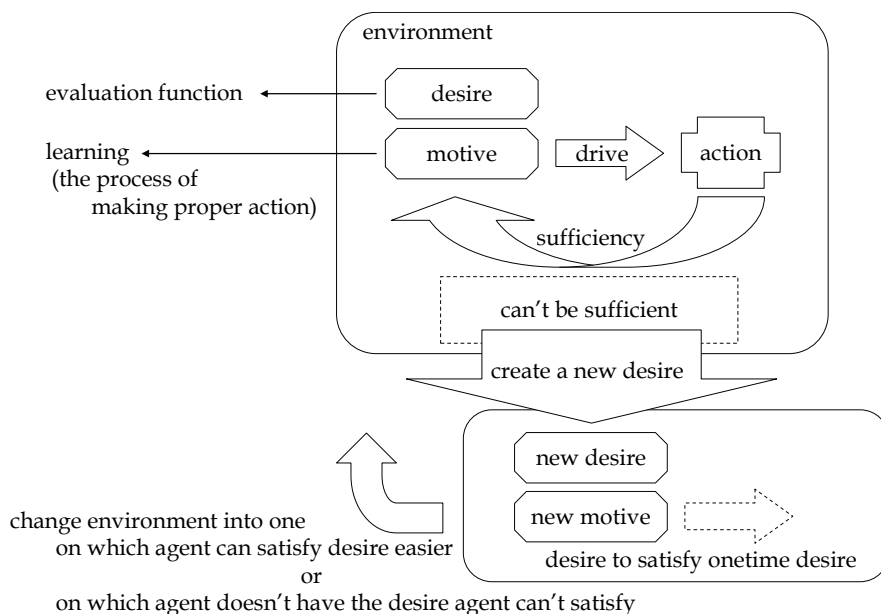 environment
evaluation function
desire
learning
(the process of
making proper action)
motive
drive
action
sufficiency
can't be sufficient
create a new desire
new desire
new motive
desire to satisfy onetime desire
change environment into one
on which agent can satisfy desire easier
or
on which agent doesn't have the desire agent can't satisfy